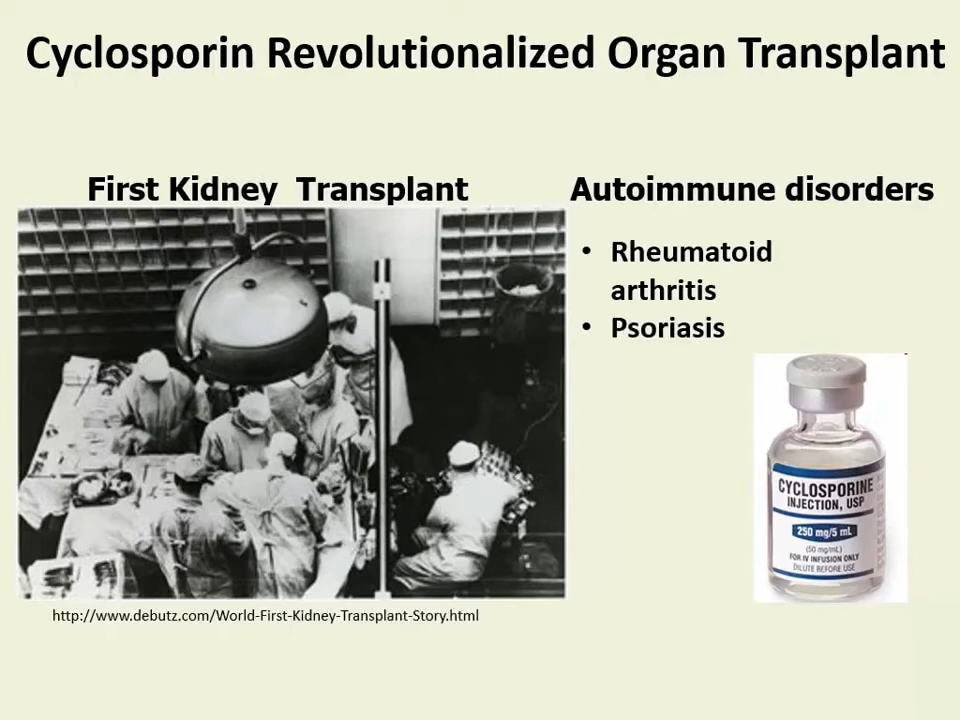 Cyclosporin Revolutionalized Organ Transplant
First Kidney  Transplant
Autoimmune disorders
• Rheumatoid
arthritis
• Psoriasis
CYCLOSPORINE
INJECTION, USP
250 mg/5 mL
(50 mg/mL)
FOR IV INFUSION ONLY
DILUTE BEFORE USE
http://www.debutz.com/World-First-Kidney-Transplant-Story.html